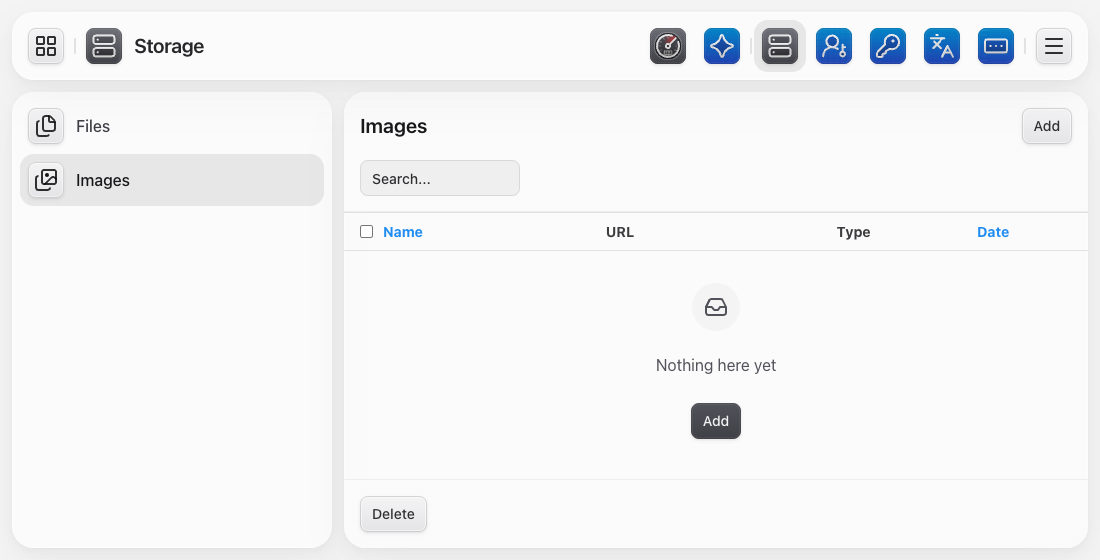 Storage
Files
Images
Images
Add
Search...
Name URL Type Date
Nothing here yet
Add
Delete